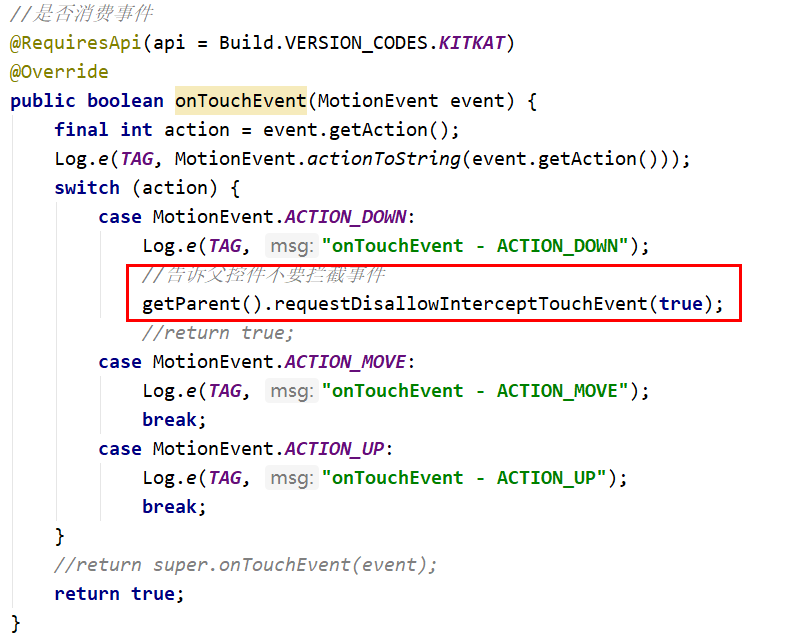 //是否消费事件
@RequiresApi(api = Build.VERSION_CODES.KITKAT)
@Override
public boolean onTouchEvent(MotionEvent event) {
    final int action = event.getAction();
    Log.e(TAG, MotionEvent.actionToString(event.getAction()));
    switch (action) {
        case MotionEvent.ACTION_DOWN:
            Log.e(TAG, msg: "onTouchEvent - ACTION_DOWN");
            //告诉父控件不要拦截事件
            getParent().requestDisallowInterceptTouchEvent(true);
            //return true;
        case MotionEvent.ACTION_MOVE:
            Log.e(TAG, msg: "onTouchEvent - ACTION_MOVE");
            break;
        case MotionEvent.ACTION_UP:
            Log.e(TAG, msg: "onTouchEvent - ACTION_UP");
            break;
    }
    //return super.onTouchEvent(event);
    return true;
}